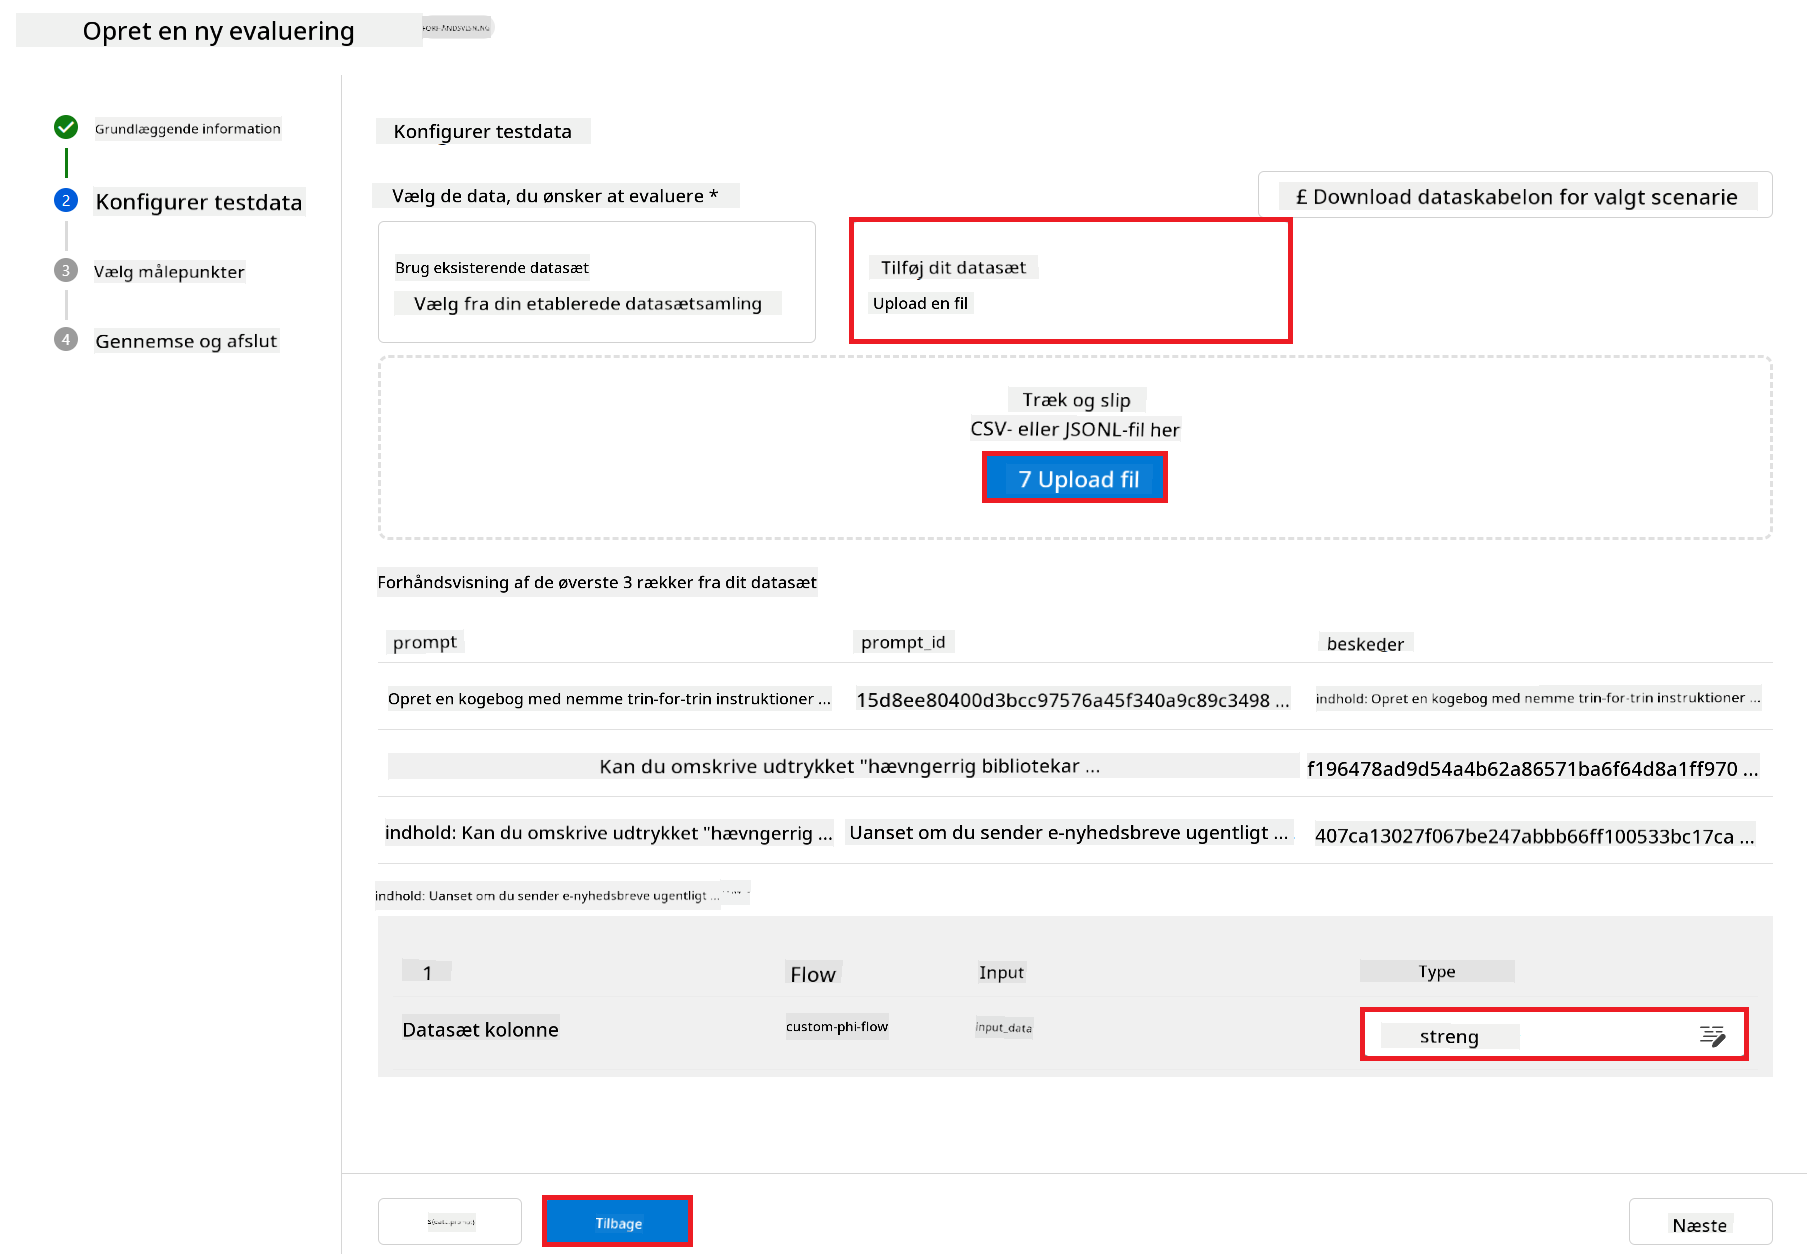 Opret en ny evaluering
FORHÅNDSVISNING
Grundlæggende information
2 Konfigurer testdata
3 Vælg målepunkter
4 Gennemse og afslut
Konfigurer testdata
Vælg de data, du ønsker at evaluere *
£ Download dataskabelon for valgt scenarie
Brug eksisterende datasæt
Vælg fra din etablerede datasætsamling
Tilføj dit datasæt
Upload en fil
Træk og slip
CSV- eller JSONL-fil her
7 Upload fil
Forhåndsvisning af de øverste 3 rækker fra dit datasæt
prompt prompt_id beskeder
Opret en kogebog med nemme trin-for-trin instruktioner ... 15d8ee80400d3bcc97576a45f340a9c89c3498 ... indhold: Opret en kogebog med nemme trin-for-trin instruktioner ...
Kan du omskrive udtrykket "hævngerrig bibliotekar ... f196478ad9d54a4b62a86571ba6f64d8a1ff970 ...
indhold: Kan du omskrive udtrykket "hævngerrig ... Uanset om du sender e-nyhedsbreve ugentligt ... 407ca13027f067be247abbb66ff100533bc17ca ...
indhold: Uanset om du sender e-nyhedsbreve ugentligt ...
1 Flow Input Type
Datasæt kolonne custom-phi-flow input_data streng
Tilbage Næste